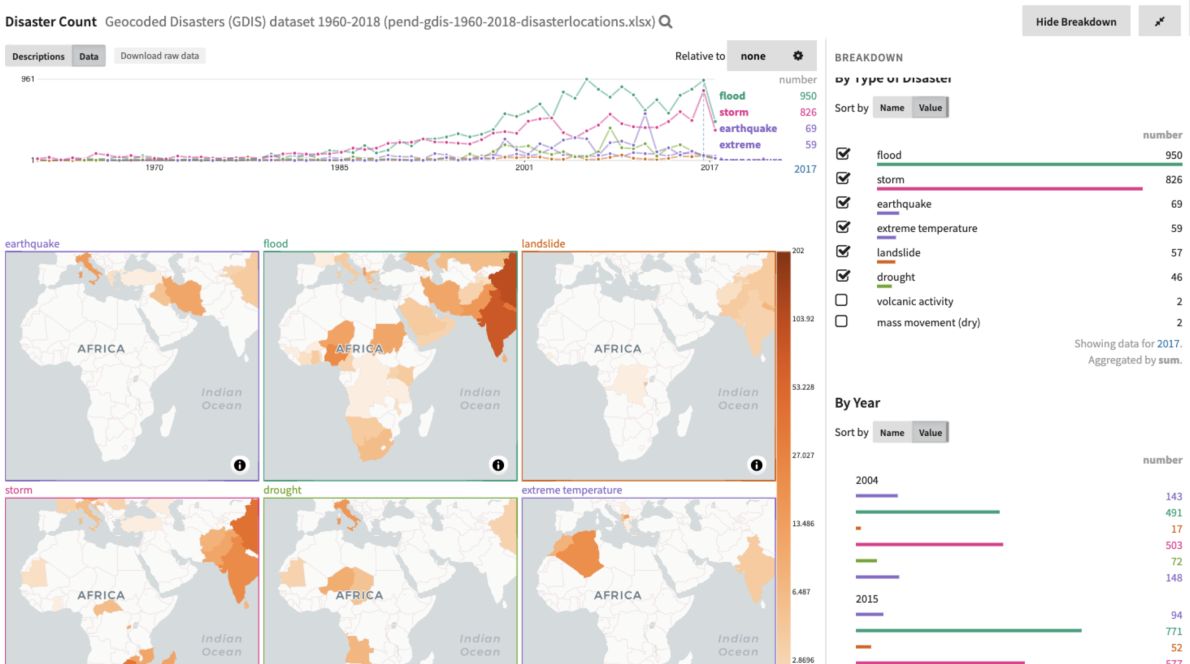 Disaster Count Geocoded Disasters (GDIS) dataset 1960-2018 (pend-gdis-1960-2018-disasterlocations.xlsx)
Hide Breakdown
Descriptions Data Download raw data
Relative to none
961
number
flood 950
storm 826
earthquake 69
extreme 59
1
1970 1985 2001 2017
2017
earthquake
AFRICA
Indian
Ocean
flood
AFRICA
Indian
Ocean
landslide
AFRICA
Indian
Ocean
storm
AFRICA
Indian
Ocean
drought
AFRICA
Indian
Ocean
extreme temperature
AFRICA
Indian
Ocean
202
103.92
53.228
27.027
13.486
6.487
2.8696
BREAKDOWN
By Type of Disaster
Sort by Name Value
number
flood 950
storm 826
earthquake 69
extreme temperature 59
landslide 57
drought 46
volcanic activity 2
mass movement (dry) 2
Showing data for 2017.
Aggregated by sum.
By Year
Sort by Name Value
number
2004
143
491
17
503
72
148
2015
94
771
52
577